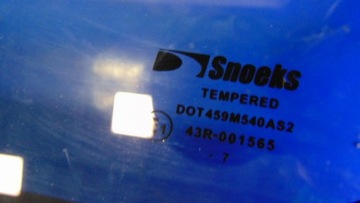 Snoeks
TEMPERED
DOT459M540AS2
43R-001565
7